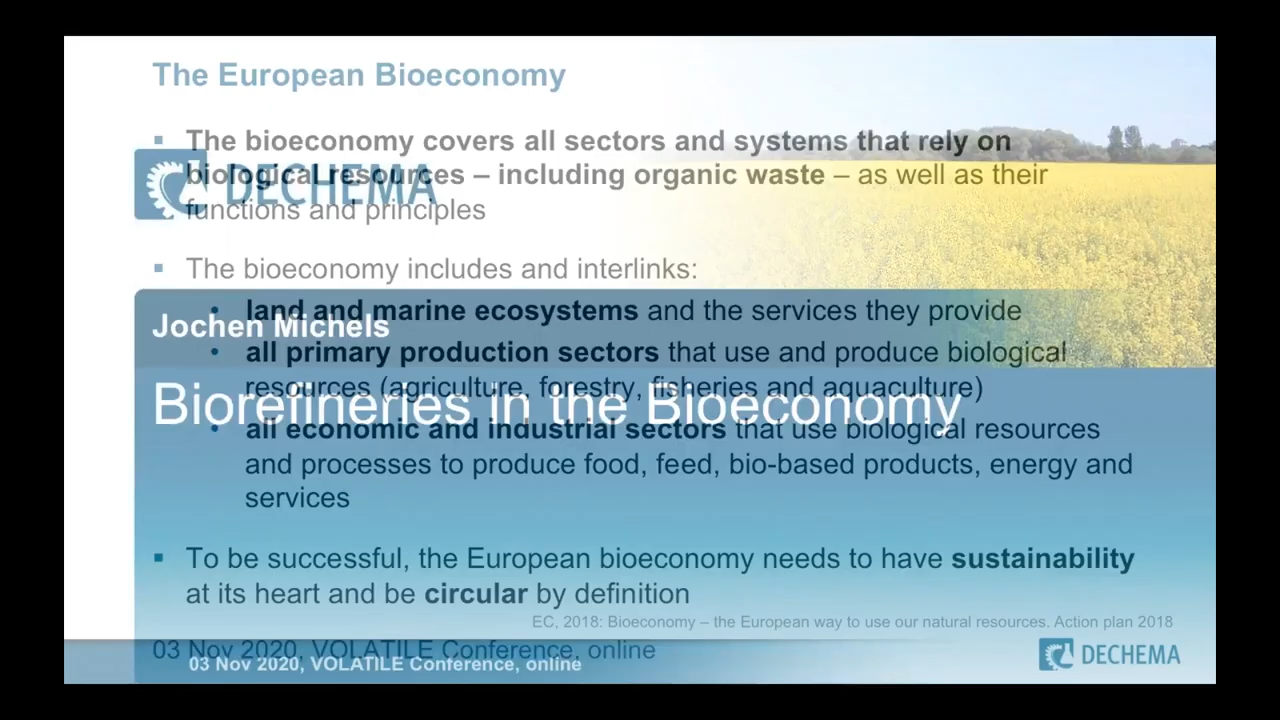 The European Bioeconomy
▪ The bioeconomy covers all sectors and systems that rely on
biological resources – including organic waste – as well as their
functions and principles
DECHEMA
▪ The bioeconomy includes and interlinks:
• land and marine ecosystems and the services they provide
Jochen Michels
• all primary production sectors that use and produce biological
resources (agriculture, forestry, fisheries and aquaculture)
Biorefineries in the Bioeconomy
• all economic and industrial sectors that use biological resources
and processes to produce food, feed, bio-based products, energy and
services
▪ To be successful, the European bioeconomy needs to have sustainability
at its heart and be circular by definition
EC, 2018: Bioeconomy – the European way to use our natural resources. Action plan 2018
03 Nov 2020, VOLATILE Conference, online
03 Nov 2020, VOLATILE Conference, online
DECHEMA